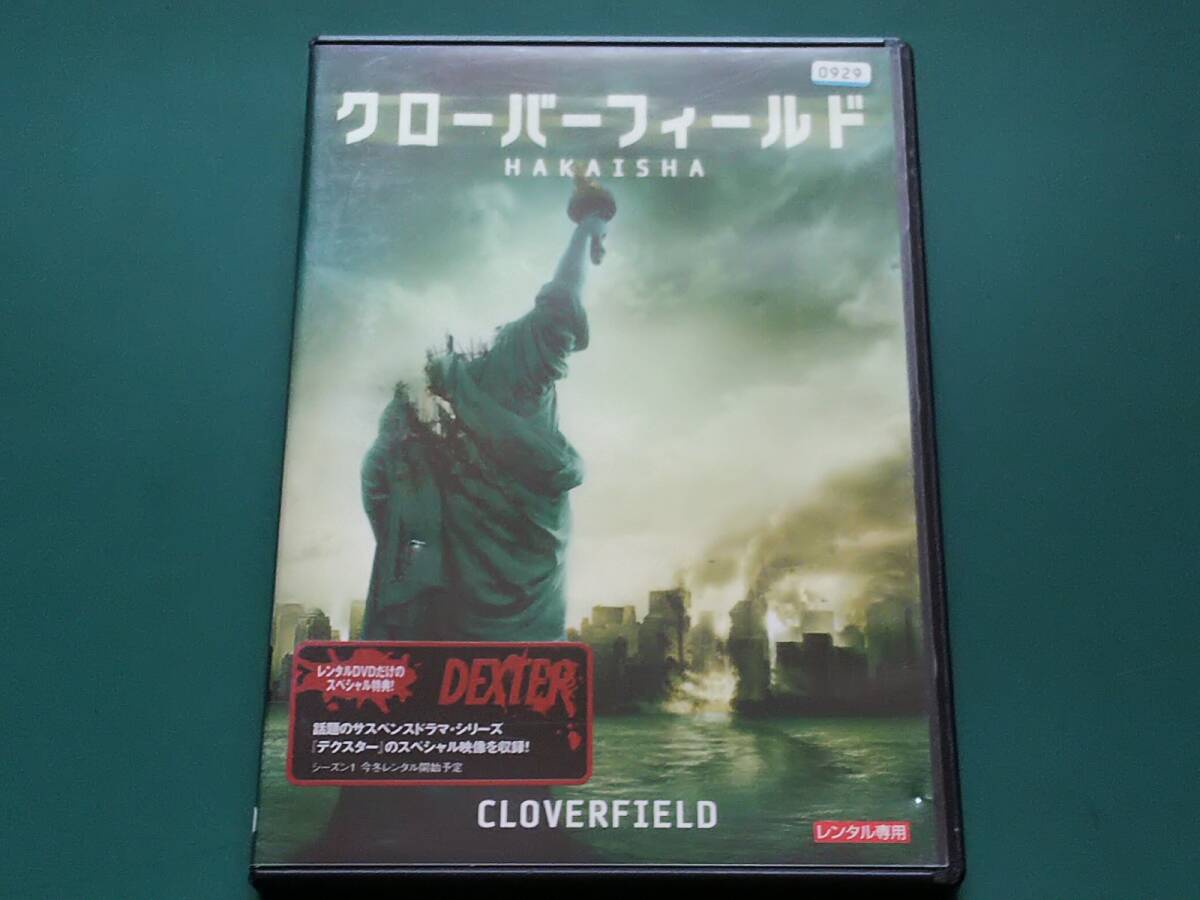 0929
クローバーフィールド
HAKAISHA
レンタルDVDだけの
スペシャル特典!
DEXTER
話題のサスペンスドラマ・シリーズ
『デクスター』のスペシャル映像を収録!
シーズン1 今冬レンタル開始予定
CLOVERFIELD
レンタル専用